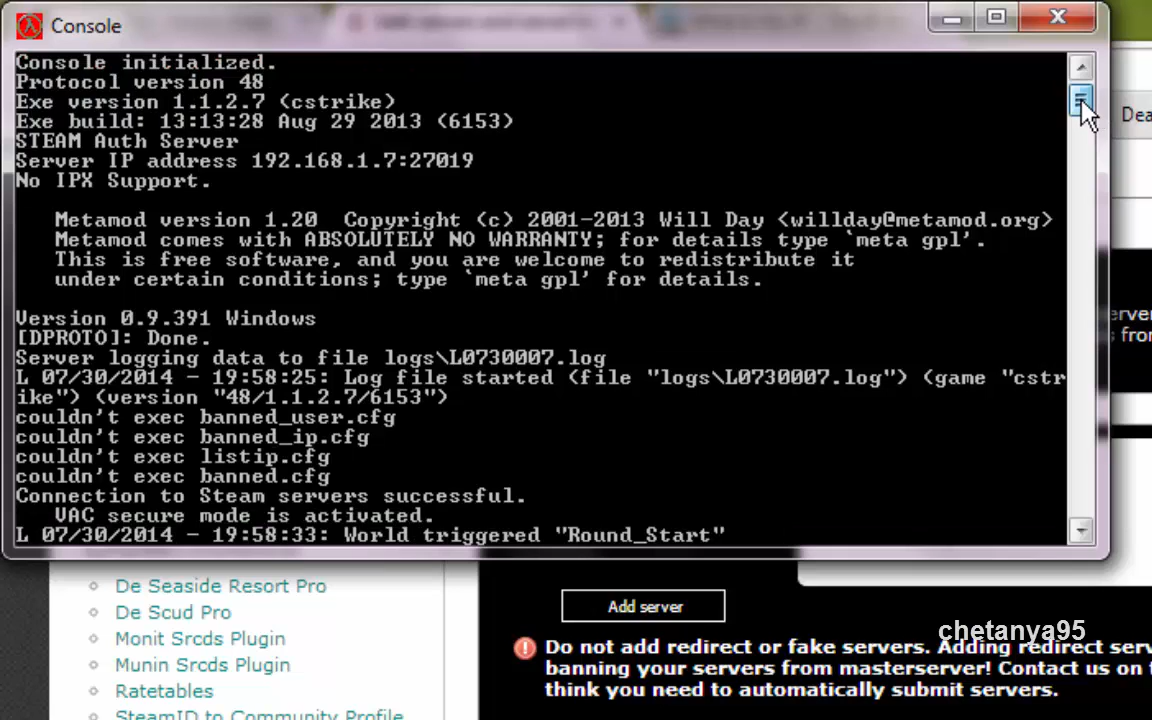 Console
Console initialized.
Protocol version 48
Exe version 1.1.2.7 (cstrike)
Exe build: 13:13:28 Aug 29 2013 (6153)
STEAM Auth Server
Server IP address 192.168.1.7:27019
No IPX Support.
Metamod version 1.20  Copyright (c) 2001-2013 Will Day <willday@metamod.org>
Metamod comes with ABSOLUTELY NO WARRANTY; for details type `meta gpl'.
This is free software, and you are welcome to redistribute it
under certain conditions; type `meta gpl' for details.
Version 0.9.391 Windows
[DPROTO]: Done.
Server logging data to file logs\L0730007.log
L 07/30/2014 - 19:58:25: Log file started (file "logs\L0730007.log") (game "cstr
ike") (version "48/1.1.2.7/6153")
couldn't exec banned_user.cfg
couldn't exec banned_ip.cfg
couldn't exec listip.cfg
couldn't exec banned.cfg
Connection to Steam servers successful.
VAC secure mode is activated.
L 07/30/2014 - 19:58:33: World triggered "Round_Start"
Dea
erver
s fron
De Seaside Resort Pro
De Scud Pro
Monit Srcds Plugin
Munin Srcds Plugin
Ratetables
SteamID to Community Profile
Add server
chetanya95
Do not add redirect or fake servers. Adding redirect serv
banning your servers from masterserver! Contact us on t
think you need to automatically submit servers.